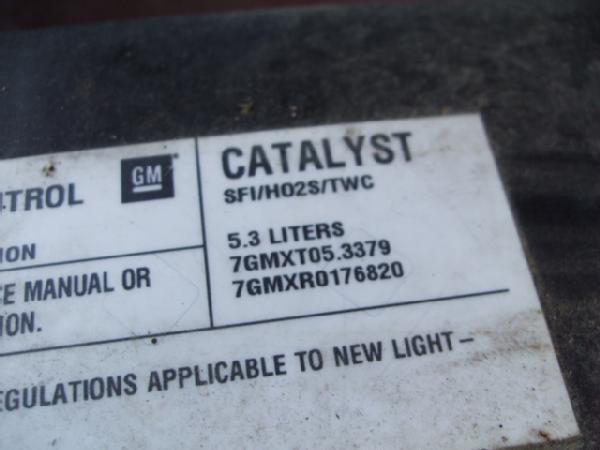 GM
TROL
ION
CE MANUAL OR
ION.
CATALYST
SFI/HO2S/TWC
5.3 LITERS
7GMXT05.3379
7GMXR0176820
EGULATIONS APPLICABLE TO NEW LIGHT-